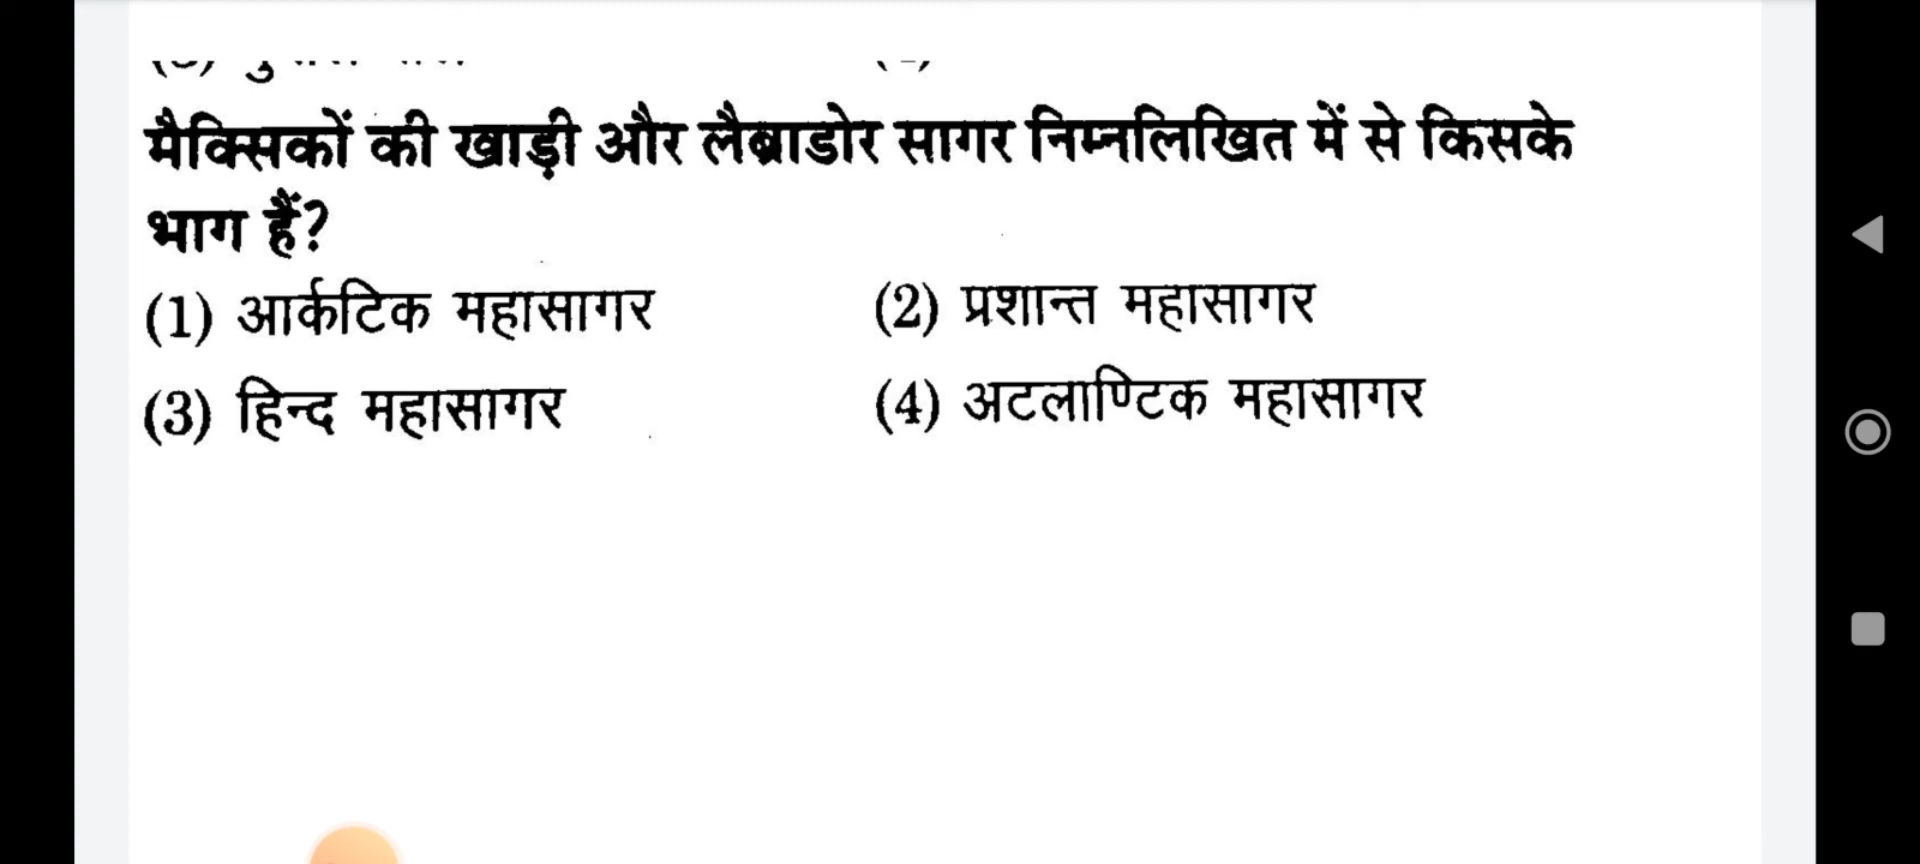 मैक्सिकों की खाड़ी और लैब्राडोर सागर निम्नलिखित में से किसके
भाग हैं?
(1) आर्कटिक महासागर (2) प्रशान्त महासागर
(3) हिन्द महासागर (4) अटलाण्टिक महासागर